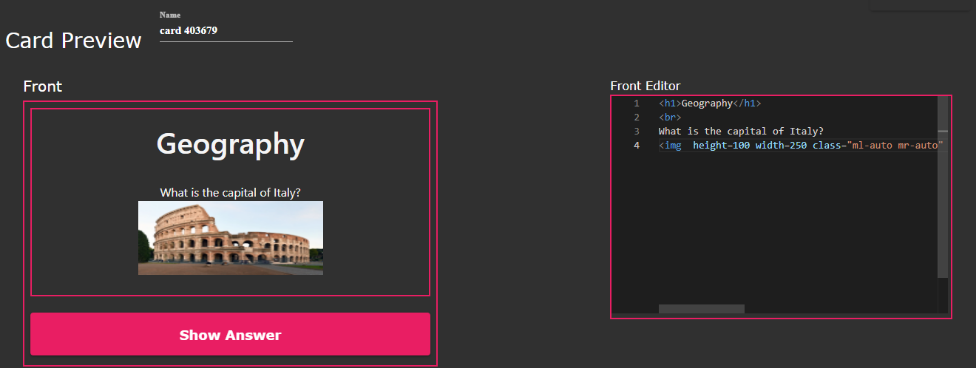 Name
card 403679
Card Preview
Front
Geography
What is the capital of Italy?
Show Answer
Front Editor
1 <h1>Geography</h1>
2 <br>
3 What is the capital of Italy?
4 <img  height=100 width=250 class="ml-auto mr-auto"